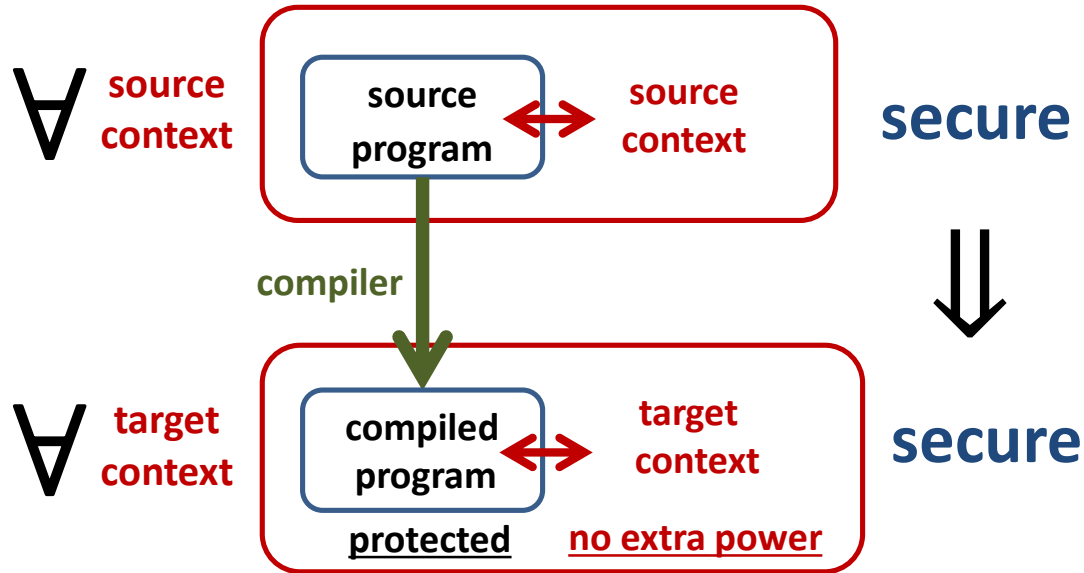 ∀ source context
source program
source context
secure
⇓
compiler
∀ target context
compiled program
target context
secure
protected
no extra power